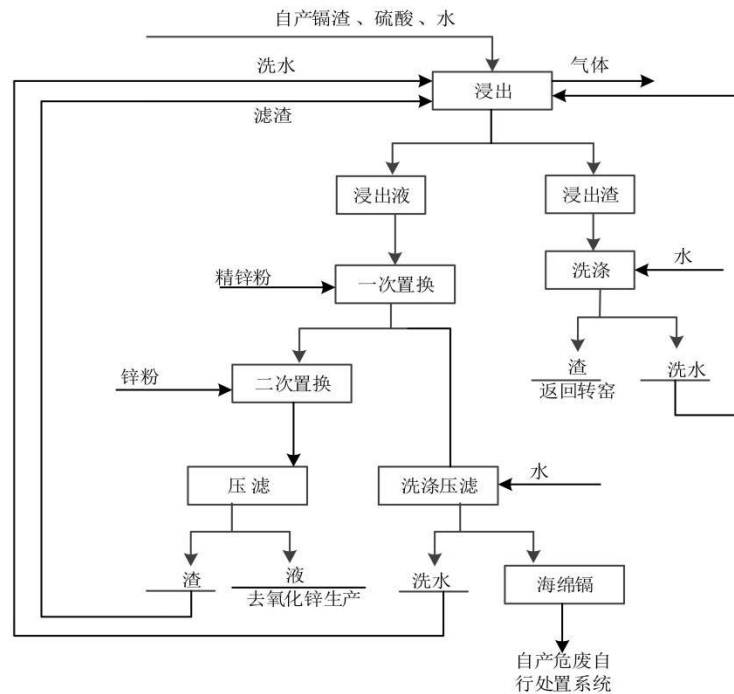 自产镉渣、硫酸、水
洗水
气体
浸出
滤渣
浸出液
浸出渣
水
洗涤
精锌粉
一次置换
渣
返回转窑
洗水
锌粉
二次置换
压滤
洗涤压滤
水
渣
液
去氧化锌生产
洗水
海绵镉
自产危废自
行处置系统